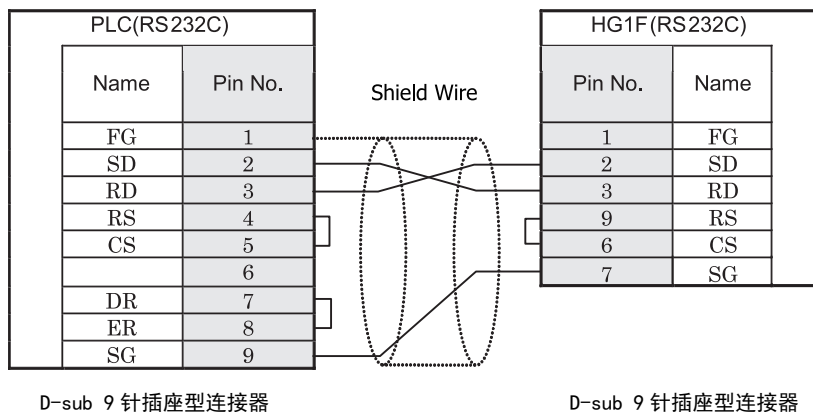 PLC(RS232C) HG1F(RS232C)
Name Pin No. Shield Wire Pin No. Name
FG 1 1 FG
SD 2 2 SD
RD 3 3 RD
RS 4 9 RS
CS 5 6 CS
6 7 SG
DR 7
ER 8
SG 9
D-sub 9 针插座型连接器 D-sub 9 针插座型连接器